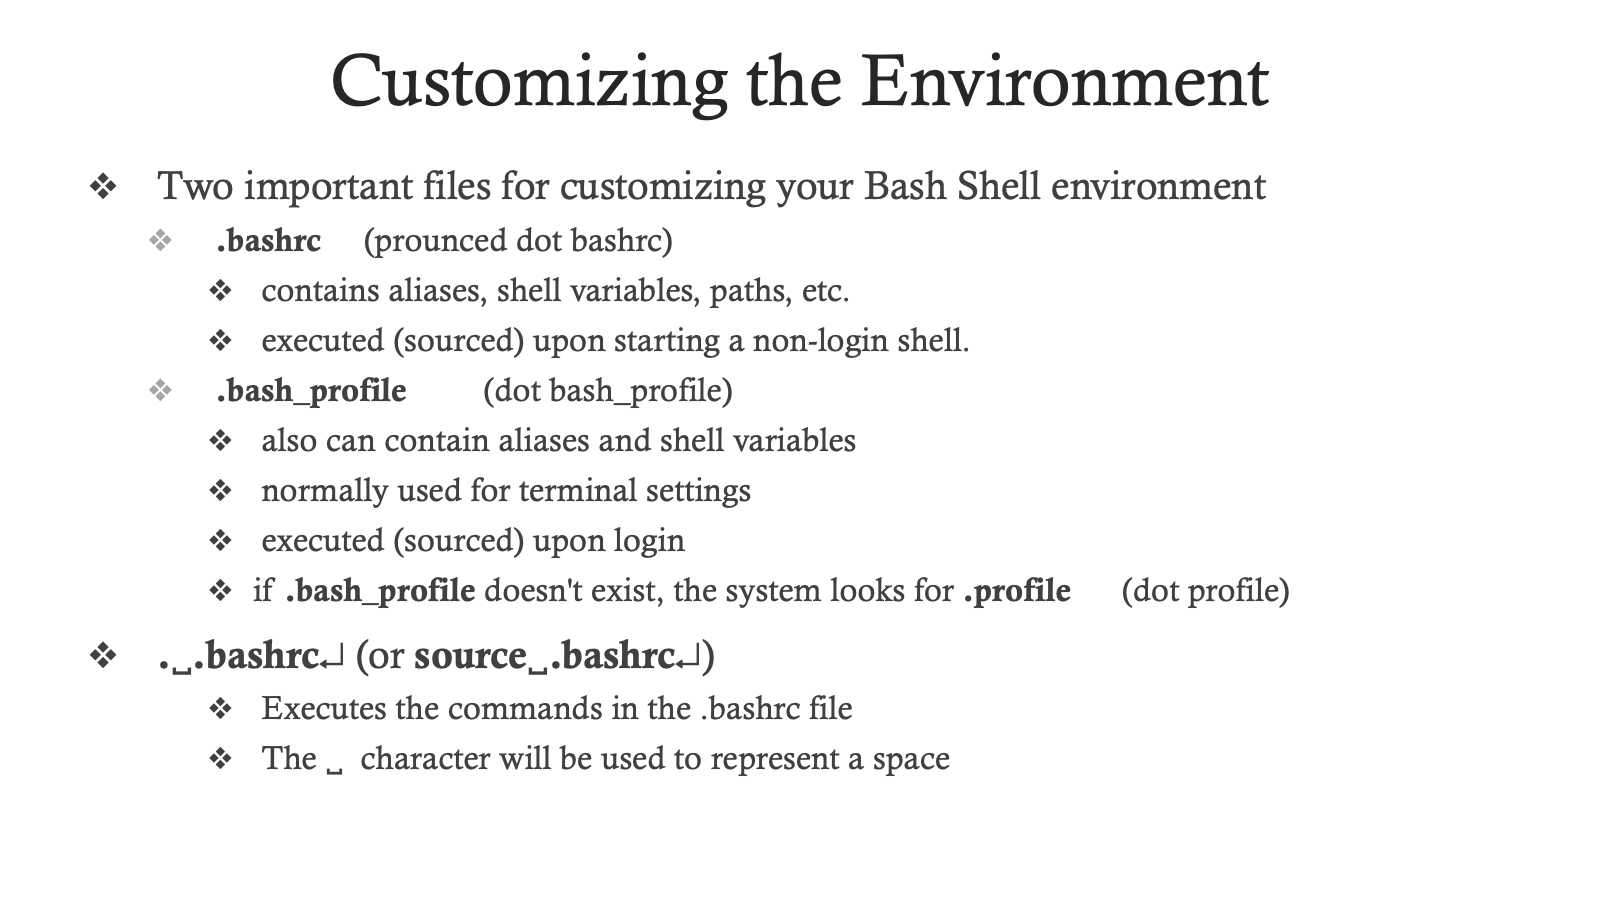 Customizing the Environment
❖ Two important files for customizing your Bash Shell environment
❖ .bashrc (prounced dot bashrc)
❖ contains aliases, shell variables, paths, etc.
❖ executed (sourced) upon starting a non-login shell.
❖ .bash_profile (dot bash_profile)
❖ also can contain aliases and shell variables
❖ normally used for terminal settings
❖ executed (sourced) upon login
❖ if .bash_profile doesn't exist, the system looks for .profile (dot profile)
❖ .␣.bashrc↵ (or source␣.bashrc↵)
❖ Executes the commands in the .bashrc file
❖ The ␣ character will be used to represent a space